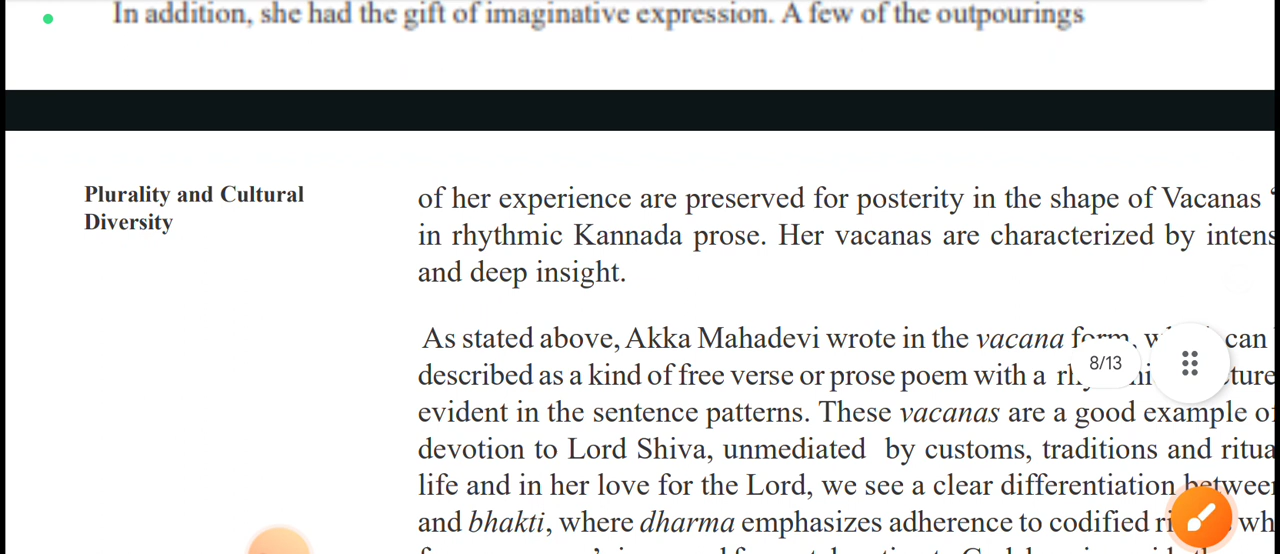 In addition, she had the gift of imaginative expression. A few of the outpourings
Plurality and Cultural
Diversity
of her experience are preserved for posterity in the shape of Vacanas
in rhythmic Kannada prose. Her vacanas are characterized by intens
and deep insight.
As stated above, Akka Mahadevi wrote in the vacana form, can
8/13
described as a kind of free verse or prose poem with a
evident in the sentence patterns. These vacanas are a good example of
devotion to Lord Shiva, unmediated by customs, traditions and ritua
life and in her love for the Lord, we see a clear differentiation between
and bhakti, where dharma emphasizes adherence to codified